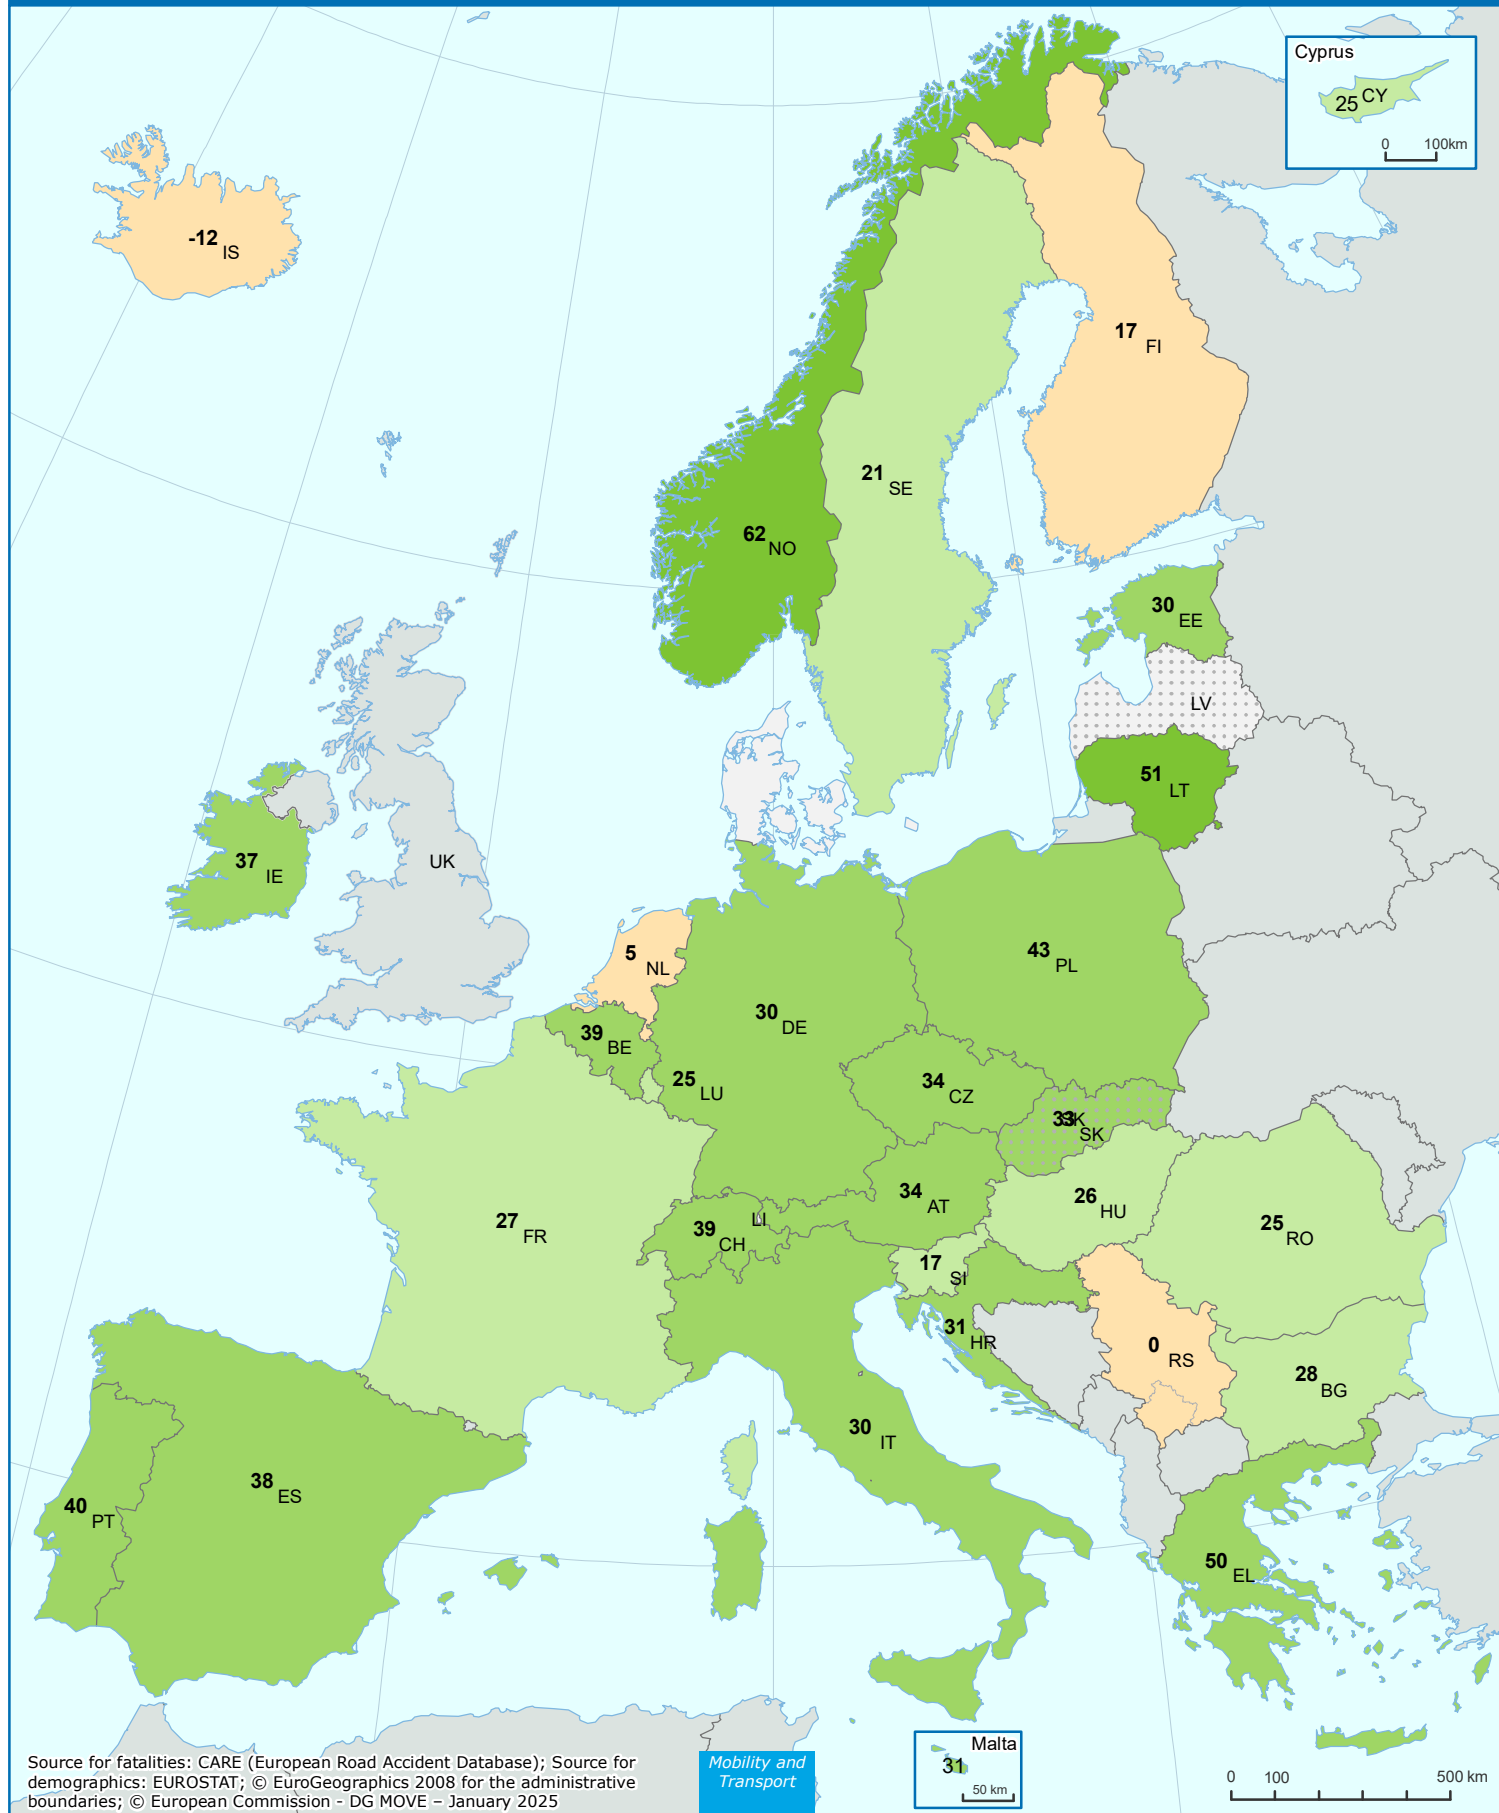 Cyprus
25 CY
0 100km
-12 IS
17 FI
21 SE
62 NO
30 EE
LV
51 LT
37 IE
UK
5 NL
43 PL
30 DE
39 BE
25 LU
34 CZ
33 SK
SK
34 AT
26 HU
39 CH
LI
27 FR
25 RO
17 SI
31 HR
0 RS
28 BG
30 IT
38 ES
40 PT
50 EL
Malta
31
50 km
Source for fatalities: CARE (European Road Accident Database); Source for
demographics: EUROSTAT; © EuroGeographics 2008 for the administrative
boundaries; © European Commission - DG MOVE – January 2025
Mobility and
Transport
0 100 500 km